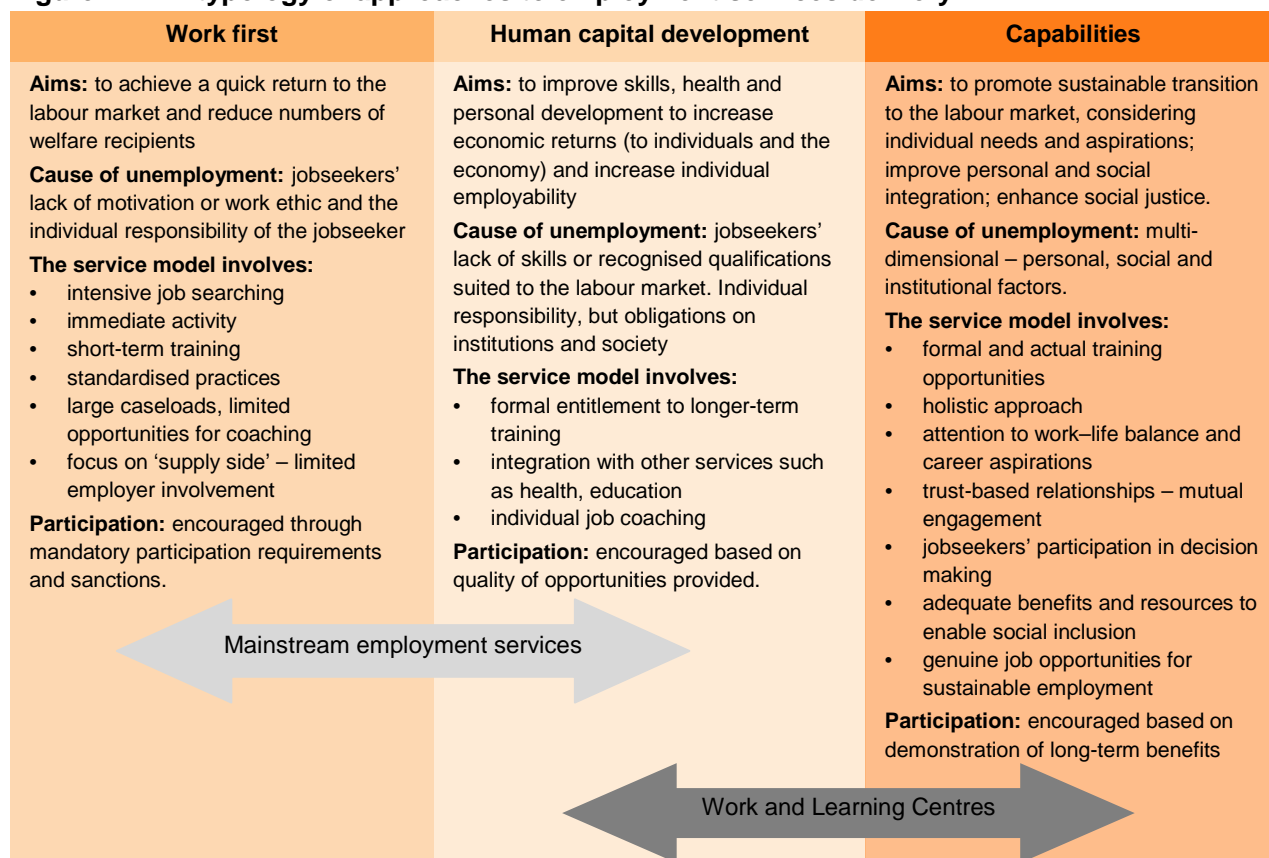 Work first
Aims: to achieve a quick return to the
labour market and reduce numbers of
welfare recipients
Cause of unemployment: jobseekers’
lack of motivation or work ethic and the
individual responsibility of the jobseeker
The service model involves:
• intensive job searching
• immediate activity
• short-term training
• standardised practices
• large caseloads, limited
opportunities for coaching
• focus on ‘supply side’ – limited
employer involvement
Participation: encouraged through
mandatory participation requirements
and sanctions.
Human capital development
Aims: to improve skills, health and
personal development to increase
economic returns (to individuals and the
economy) and increase individual
employability
Cause of unemployment: jobseekers’
lack of skills or recognised qualifications
suited to the labour market. Individual
responsibility, but obligations on
institutions and society
The service model involves:
• formal entitlement to longer-term
training
• integration with other services such
as health, education
• individual job coaching
Participation: encouraged based on
quality of opportunities provided.
Capabilities
Aims: to promote sustainable transition
to the labour market, considering
individual needs and aspirations;
improve personal and social
integration; enhance social justice.
Cause of unemployment: multi-
dimensional – personal, social and
institutional factors.
The service model involves:
• formal and actual training
opportunities
• holistic approach
• attention to work–life balance and
career aspirations
• trust-based relationships – mutual
engagement
• jobseekers’ participation in decision
making
• adequate benefits and resources to
enable social inclusion
• genuine job opportunities for
sustainable employment
Participation: encouraged based on
demonstration of long-term benefits
Mainstream employment services
Work and Learning Centres